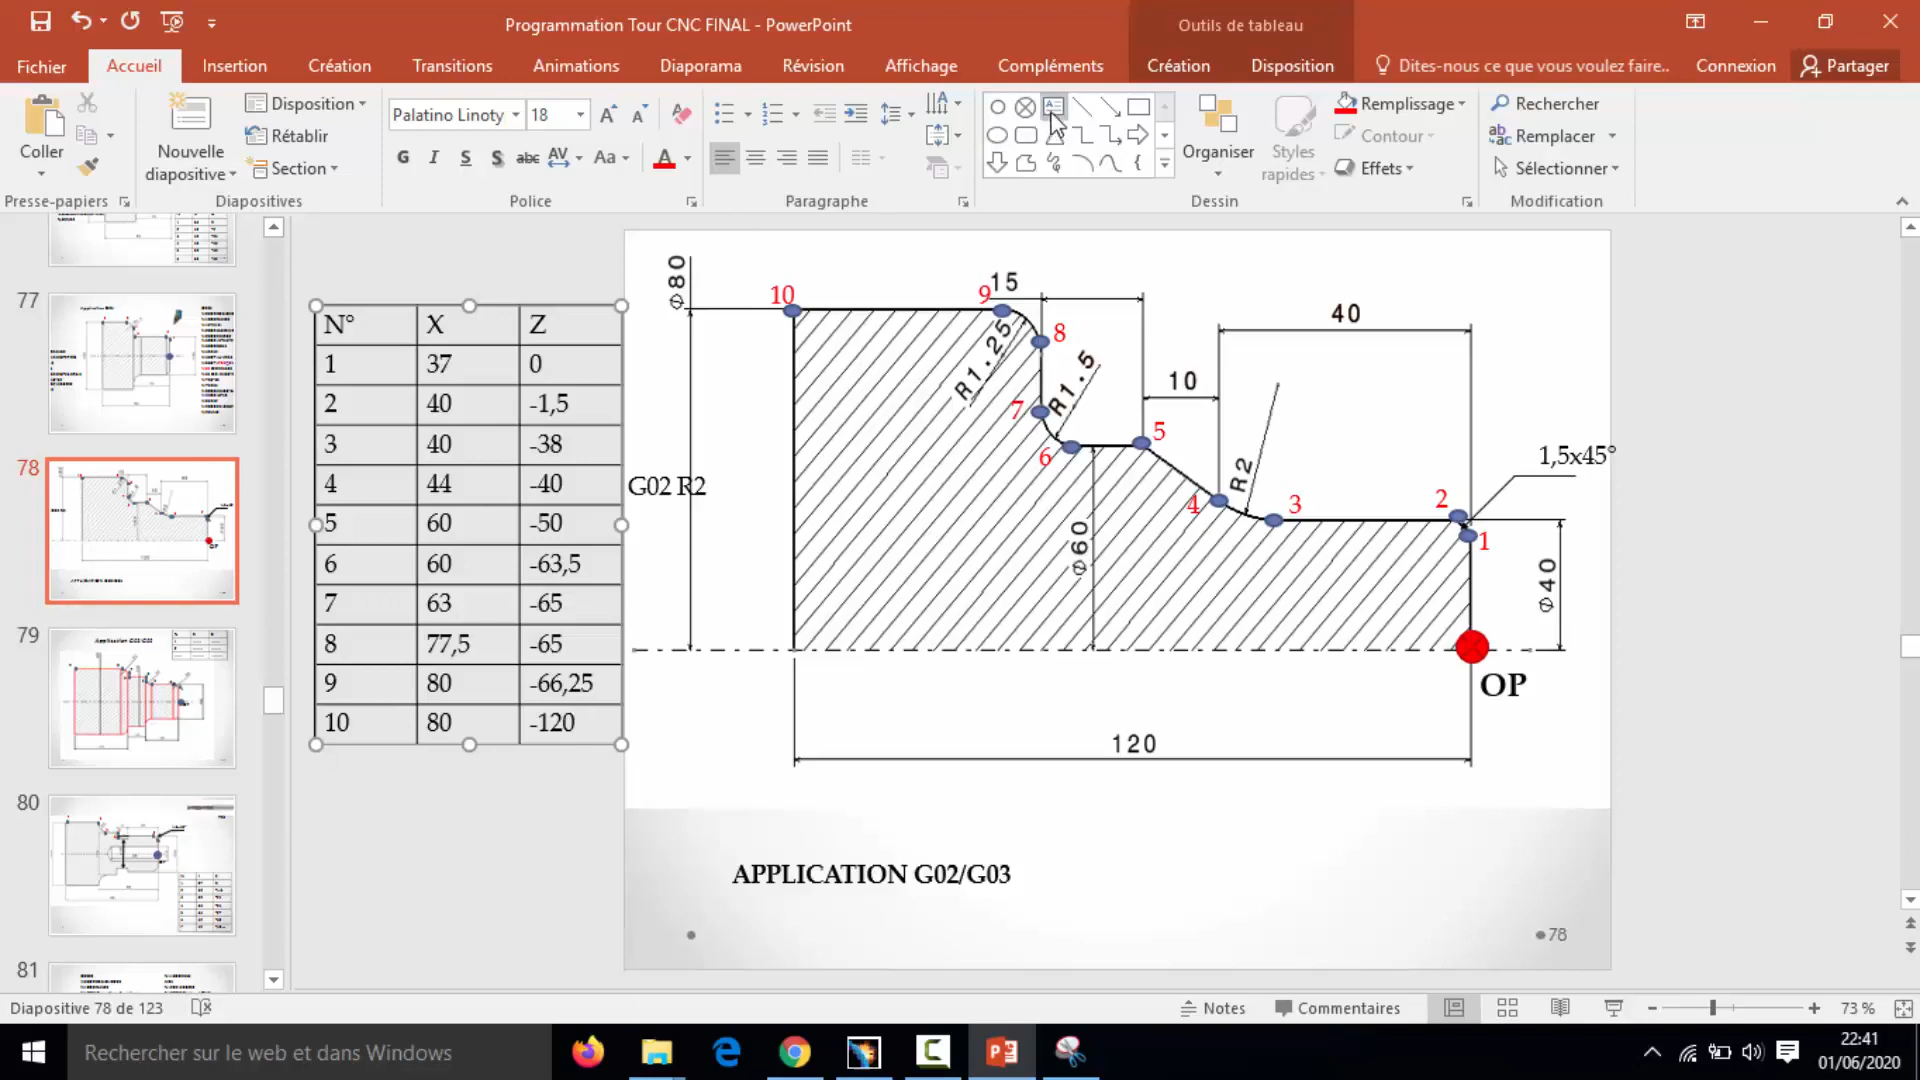 Programmation Tour CNC FINAL - PowerPoint
Outils de tableau
Fichier Accueil Insertion Création Transitions Animations Diaporama Révision Affichage Compléments Création Disposition Dites-nous ce que vous voulez faire.. Connexion Partager
Coller
Nouvelle diapositive
Disposition
Rétablir
Section
Palatino Linoty 18
G I S S abc AV Aa A
Organiser
Styles rapides
Remplissage
Contour
Effets
Rechercher
Remplacer
Sélectionner
Presse-papiers Diapositives Police Paragraphe Dessin Modification
77
78
79
80
81
N° X Z
1 37 0
2 40 -1,5
3 40 -38
4 44 -40
5 60 -50
6 60 -63,5
7 63 -65
8 77,5 -65
9 80 -66,25
10 80 -120
G02 R2
Φ80
10
9
15
8
R1.25
R1.5
7
6
5
10
40
4
R2
3
2
1
1,5x45°
Φ60
Φ40
OP
120
APPLICATION G02/G03
78
Diapositive 78 de 123
Notes Commentaires 73 %
Rechercher sur le web et dans Windows
22:41
01/06/2020